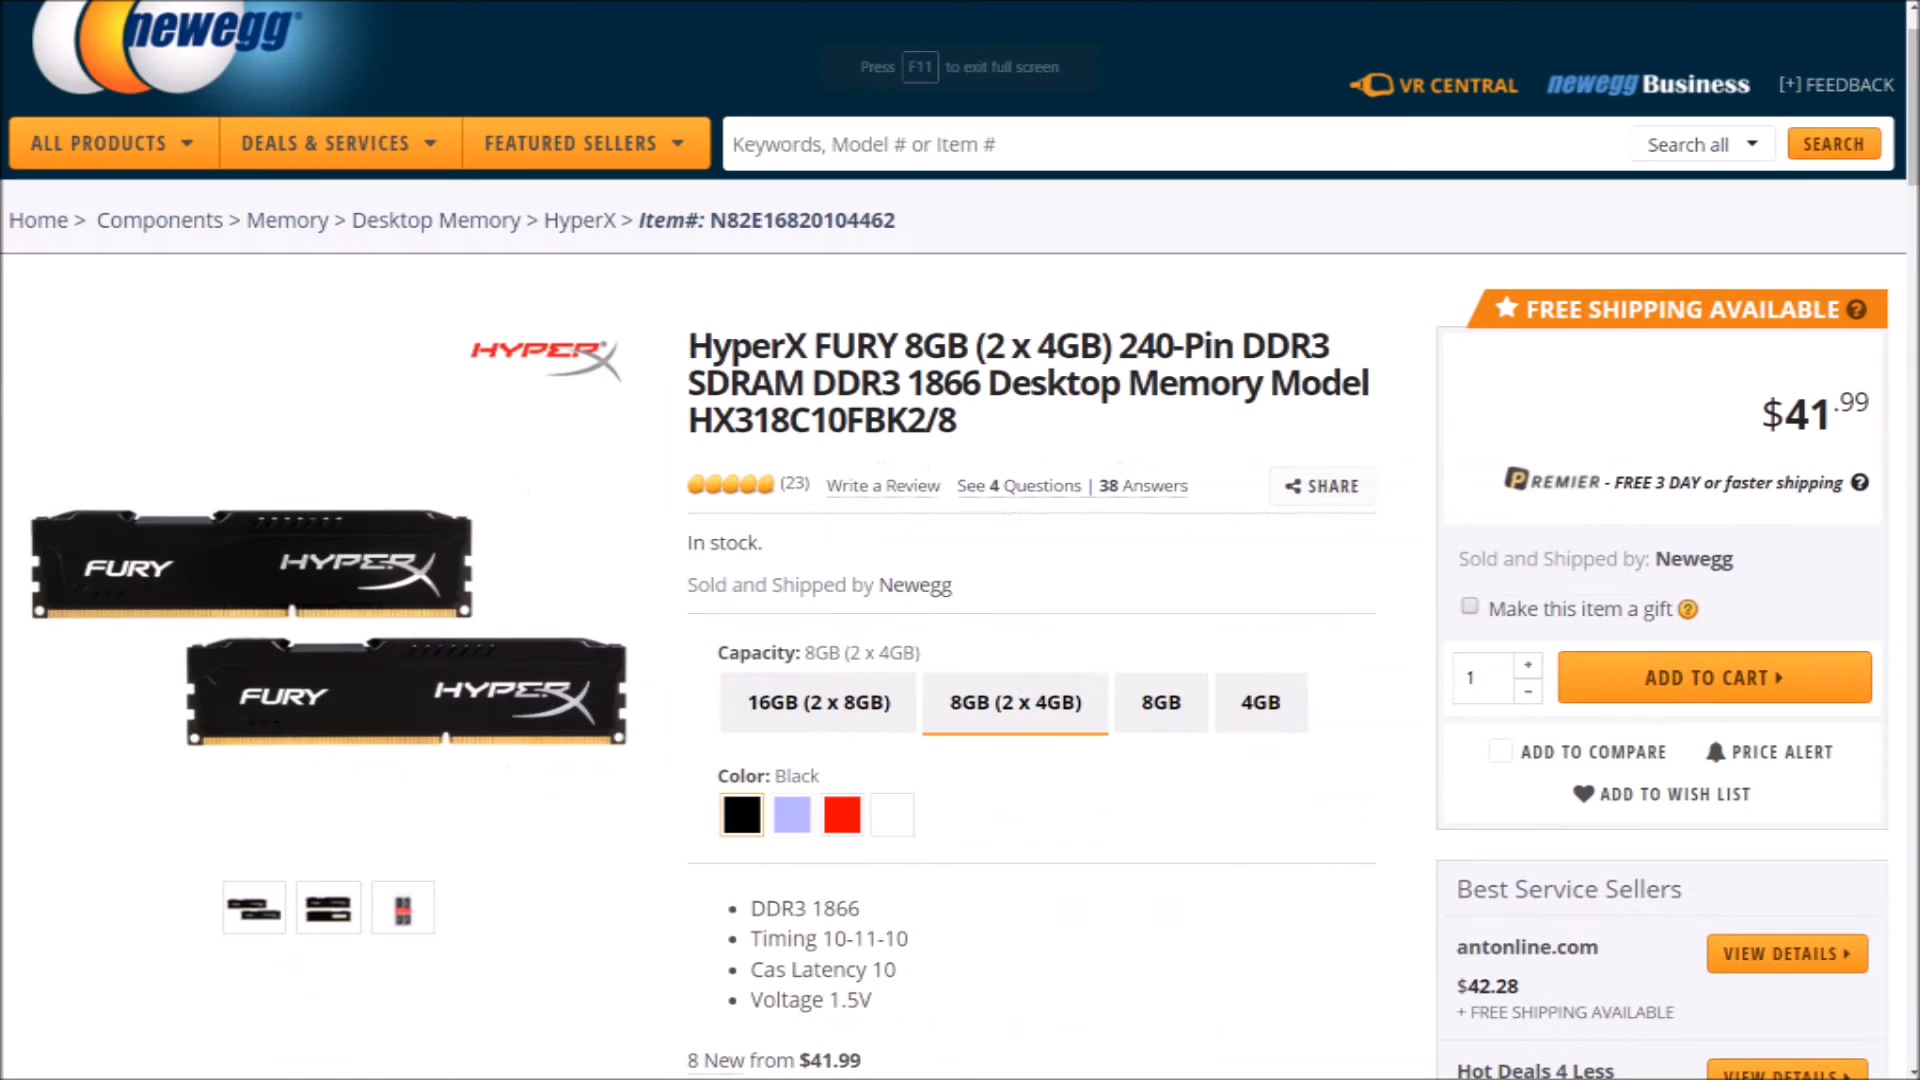 newegg
Press F11 to exit full screen
VR CENTRAL
newegg Business
[+] FEEDBACK
ALL PRODUCTS
DEALS & SERVICES
FEATURED SELLERS
Keywords, Model # or Item #
Search all
SEARCH
Home > Components > Memory > Desktop Memory > HyperX > Item#: N82E16820104462
FREE SHIPPING AVAILABLE ?
HYPERX
HyperX FURY 8GB (2 x 4GB) 240-Pin DDR3
SDRAM DDR3 1866 Desktop Memory Model
HX318C10FBK2/8
$41.99
(23) Write a Review See 4 Questions | 38 Answers
SHARE
PREMIER - FREE 3 DAY or faster shipping ?
FURY HYPERX
FURY HYPERX
In stock.
Sold and Shipped by Newegg
Sold and Shipped by: Newegg
Make this item a gift ?
Capacity: 8GB (2 x 4GB)
16GB (2 x 8GB)
8GB (2 x 4GB)
8GB
4GB
1
+
-
ADD TO CART
ADD TO COMPARE
PRICE ALERT
ADD TO WISH LIST
Color: Black
• DDR3 1866
• Timing 10-11-10
• Cas Latency 10
• Voltage 1.5V
8 New from $41.99
Best Service Sellers
antonline.com
VIEW DETAILS
$42.28
+ FREE SHIPPING AVAILABLE
Hot Deals 4 Less
VIEW DETAILS